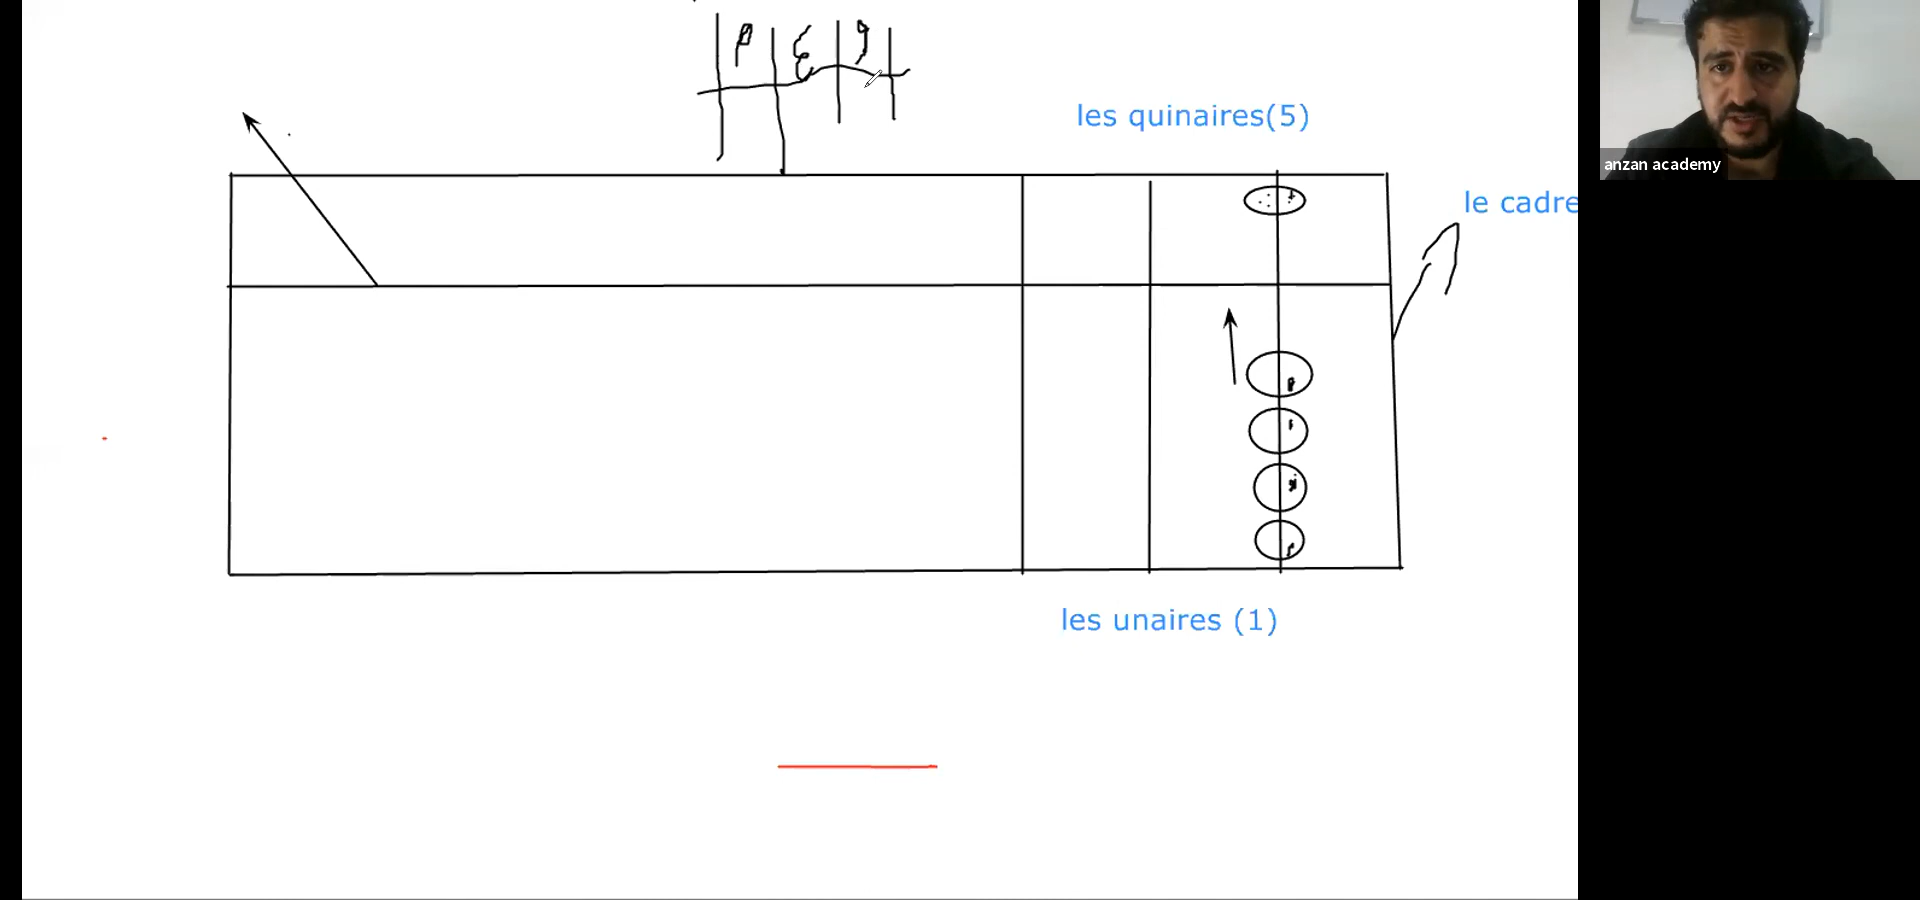 les quinaires(5)
anzan academy
le cadre
les unaires (1)